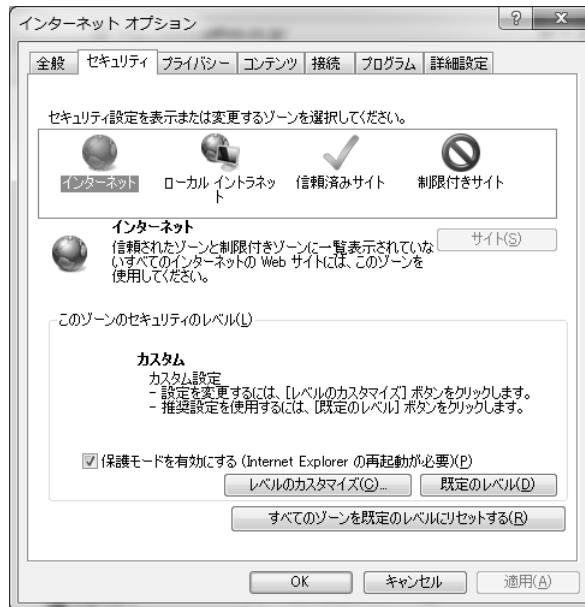 インターネット オプション
全般 セキュリティ プライバシー コンテンツ 接続 プログラム 詳細設定
セキュリティ設定を表示または変更するゾーンを選択してください。
インターネット ローカル イントラネット 信頼済みサイト 制限付きサイト
インターネット
サイト(S)
信頼されたゾーンと制限付きゾーンに一覧表示されていな
いすべてのインターネットの Web サイトには、このゾーンを
使用してください。
このゾーンのセキュリティのレベル(L)
カスタム
カスタム設定
- 設定を変更するには、[レベルのカスタマイズ] ボタンをクリックします。
- 推奨設定を使用するには、[既定のレベル] ボタンをクリックします。
保護モードを有効にする (Internet Explorer の再起動が必要)(P)
レベルのカスタマイズ(C)... 既定のレベル(D)
すべてのゾーンを既定のレベルにリセットする(R)
OK キャンセル 適用(A)